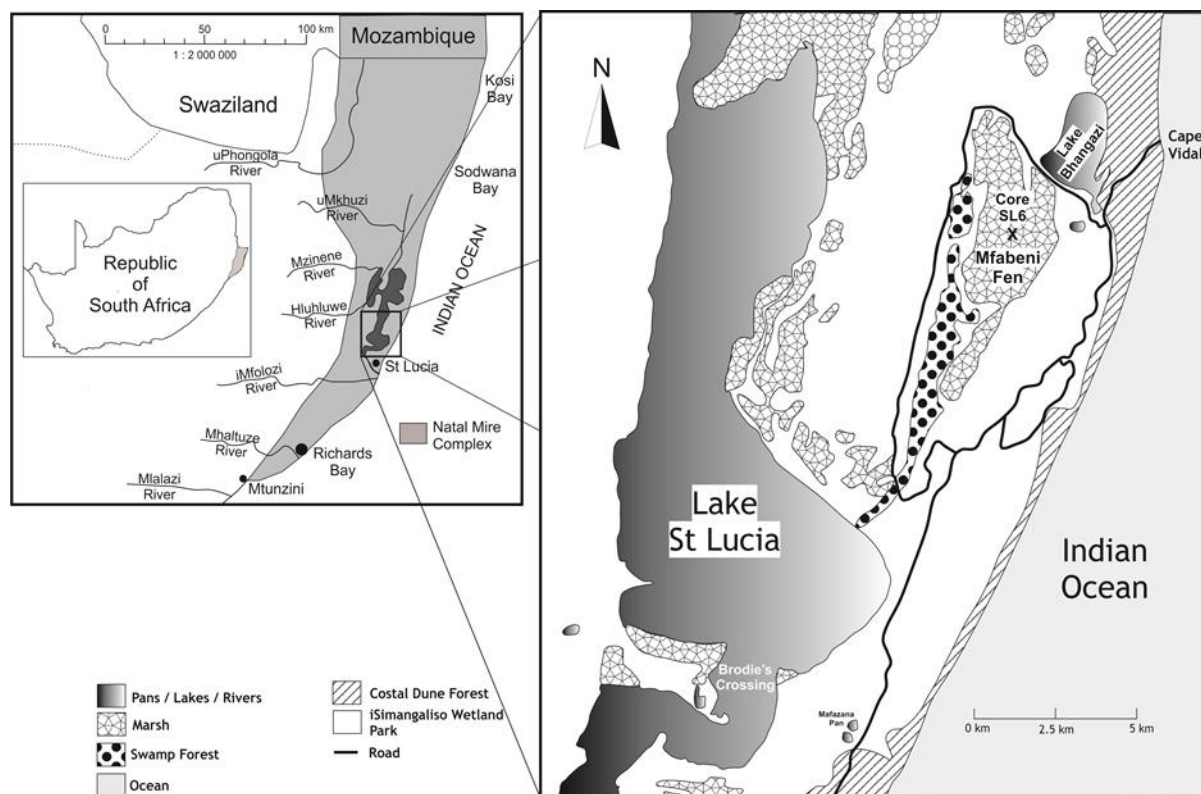 0 50 100 km
1 : 2 000 000
Mozambique
Kosi
Bay
Swaziland
uPhongola
River
Sodwana
Bay
uMkhuzi
River
Mzinene
River
Republic
of
South Africa
Hluhluwe
River
INDIAN OCEAN
St Lucia
iMfolozi
River
Natal Mire
Complex
Mhaltuze
River
Richards
Bay
Mlalazi
River
Mtunzini
N
Lake
Bhangazi
Cape
Vidal
Core
SL6
X
Mfabeni
Fen
Lake
St Lucia
Indian
Ocean
Brodie's
Crossing
Mafazana
Pan
0 km 2.5 km 5 km
Pans / Lakes / Rivers
Marsh
Swamp Forest
Ocean
Costal Dune Forest
iSimangaliso Wetland
Park
Road